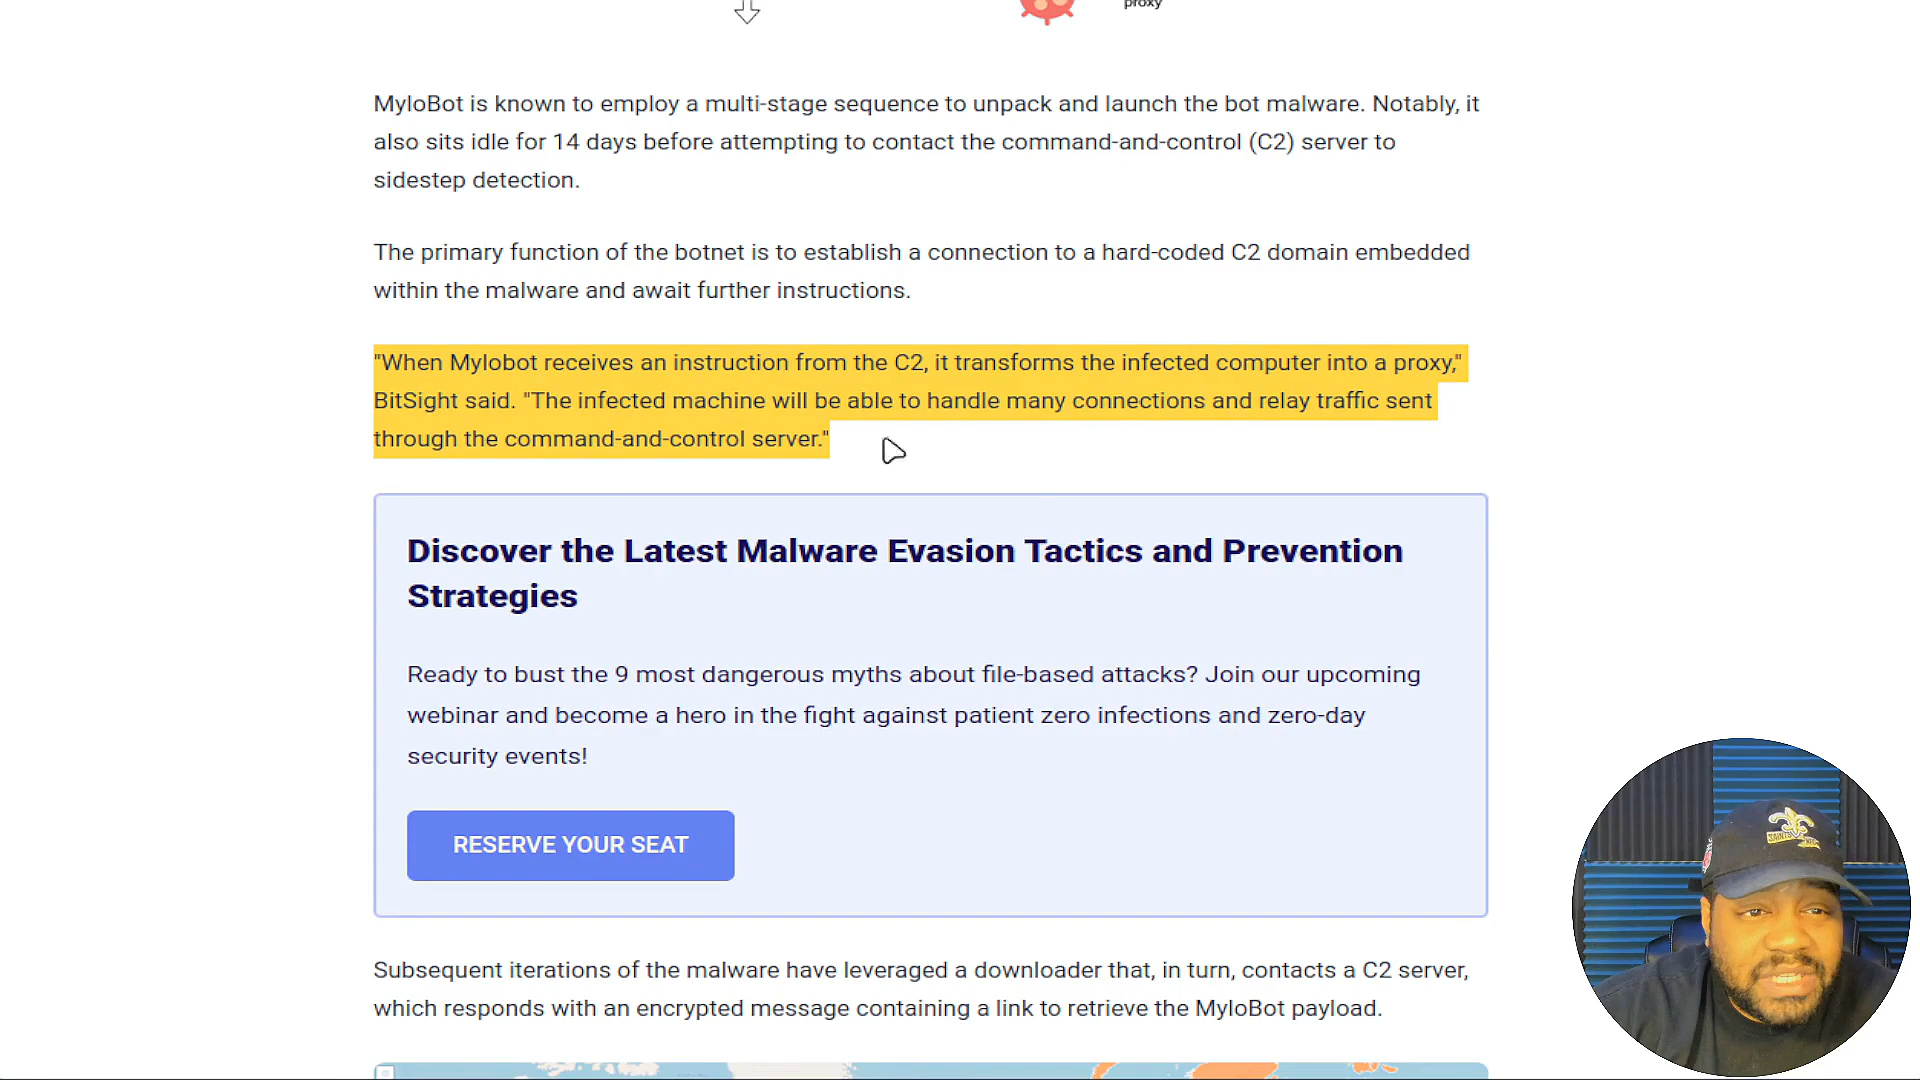 proxy
MyloBot is known to employ a multi-stage sequence to unpack and launch the bot malware. Notably, it
also sits idle for 14 days before attempting to contact the command-and-control (C2) server to
sidestep detection.
The primary function of the botnet is to establish a connection to a hard-coded C2 domain embedded
within the malware and await further instructions.
"When Mylobot receives an instruction from the C2, it transforms the infected computer into a proxy,"
BitSight said. "The infected machine will be able to handle many connections and relay traffic sent
through the command-and-control server."
Discover the Latest Malware Evasion Tactics and Prevention
Strategies
Ready to bust the 9 most dangerous myths about file-based attacks? Join our upcoming
webinar and become a hero in the fight against patient zero infections and zero-day
security events!
RESERVE YOUR SEAT
Subsequent iterations of the malware have leveraged a downloader that, in turn, contacts a C2 server,
which responds with an encrypted message containing a link to retrieve the MyloBot payload.
SAINTS